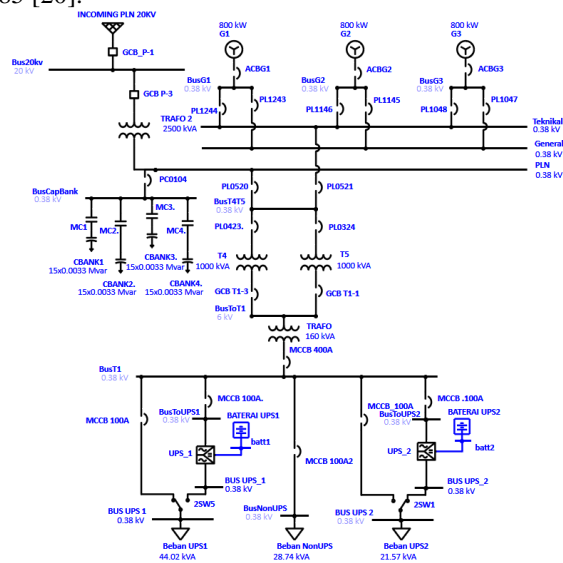 85 [20].
INCOMING PLN 20KV
GCB_P-1
Bus20kv
20 kV
GCB P-3
TRAFO 2
2500 kVA
800 kW
G1
ACBG1
BusG1
0.38 kV
PL1244
PL1243
800 kW
G2
ACBG2
BusG2
0.38 kV
PL1146
PL1145
800 kW
G3
ACBG3
BusG3
0.38 kV
PL1048
PL1047
Teknikal
0.38 kV
General
0.38 kV
PLN
0.38 kV
PC0104
BusCapBank
0.38 kV
MC1
MC2.
MC3.
MC4.
CBANK1
15x0.0033 Mvar
CBANK2.
15x0.0033 Mvar
CBANK3.
15x0.0033 Mvar
CBANK4.
15x0.0033 Mvar
PL0520
PL0521
BusT4T5
0.38 kV
PL0423.
PL0324
T4
1000 kVA
T5
1000 kVA
GCB T1-3
GCB T1-1
BusToT1
6 kV
TRAFO
160 kVA
MCCB 400A
BusT1
0.38 kV
MCCB 100A
MCCB 100A.
BusToUPS1
0.38 kV
BATERAI UPS1
UPS_1
batt1
BUS UPS_1
0.38 kV
2SW5
BUS UPS 1
0.38 kV
Beban UPS1
44.02 kVA
MCCB 100A2
BusNonUPS
0.38 kV
Beban NonUPS
28.74 kVA
MCCB_100A
MCCB .100A
BusToUPS2
0.38 kV
BATERAI UPS2
UPS_2
batt2
BUS UPS_2
0.38 kV
2SW1
BUS UPS 2
0.38 kV
Beban UPS2
21.57 kVA